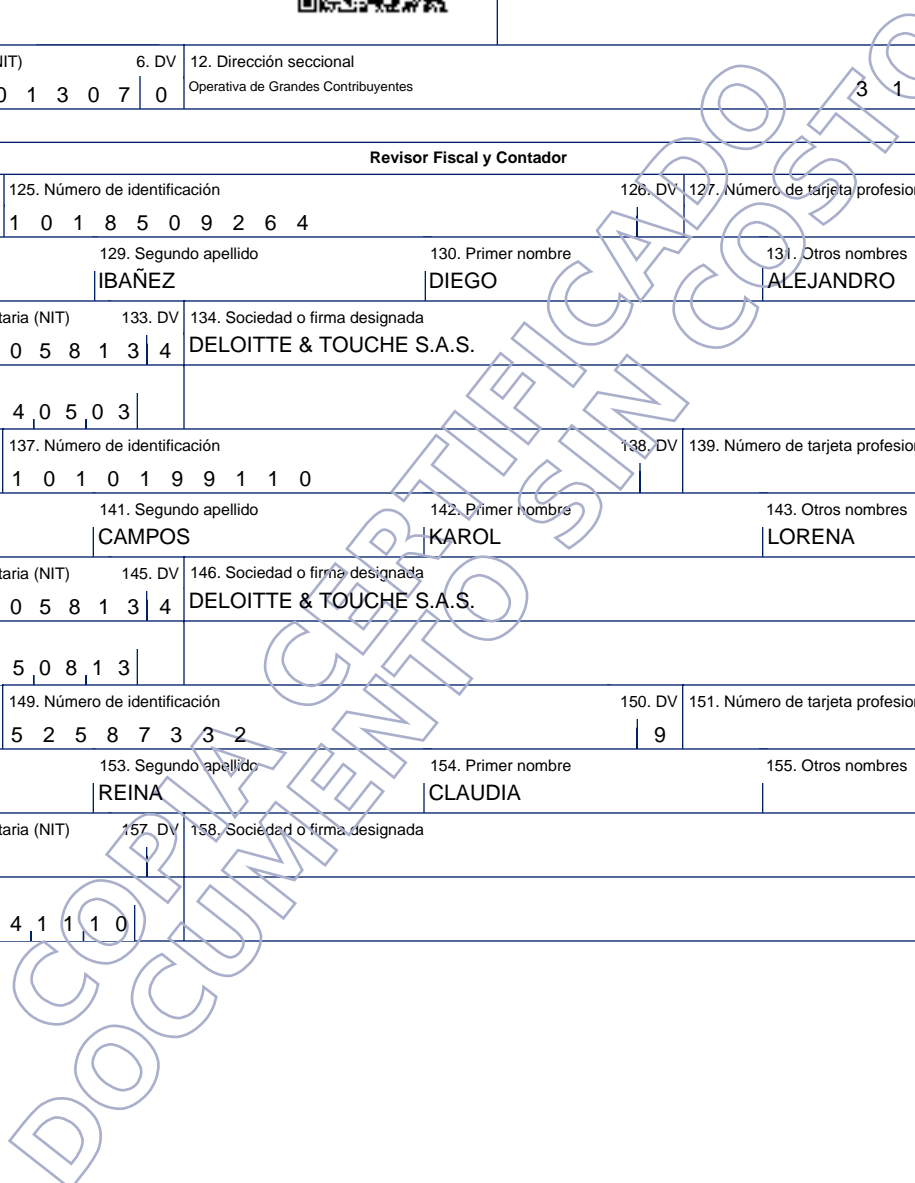 NIT) 6. DV 12. Dirección seccional
0 1 3 0 7 0 Operativa de Grandes Contribuyentes 3 1
Revisor Fiscal y Contador
125. Número de identificación 126. DV 127. Número de tarjeta profesion
1 0 1 8 5 0 9 2 6 4
129. Segundo apellido 130. Primer nombre 131. Otros nombres
IBAÑEZ DIEGO ALEJANDRO
taria (NIT) 133. DV 134. Sociedad o firma designada
0 5 8 1 3 4 DELOITTE & TOUCHE S.A.S.
4 0 5 0 3
137. Número de identificación 138. DV 139. Número de tarjeta profesion
1 0 1 0 1 9 9 1 1 0
141. Segundo apellido 142. Primer nombre 143. Otros nombres
CAMPOS KAROL LORENA
taria (NIT) 145. DV 146. Sociedad o firma designada
0 5 8 1 3 4 DELOITTE & TOUCHE S.A.S.
5 0 8 1 3
149. Número de identificación 150. DV 151. Número de tarjeta profesion
5 2 5 8 7 3 3 2 9
153. Segundo apellido 154. Primer nombre 155. Otros nombres
REINA CLAUDIA
taria (NIT) 157. DV 158. Sociedad o firma designada
4 1 1 1 0
COPIA CERTIFICADO
DOCUMENTO SIN COSTO